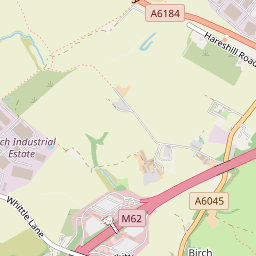 A6184
Hareshill Road
ch Industrial
Estate
A6045
Whittle Lane
M62
Birch